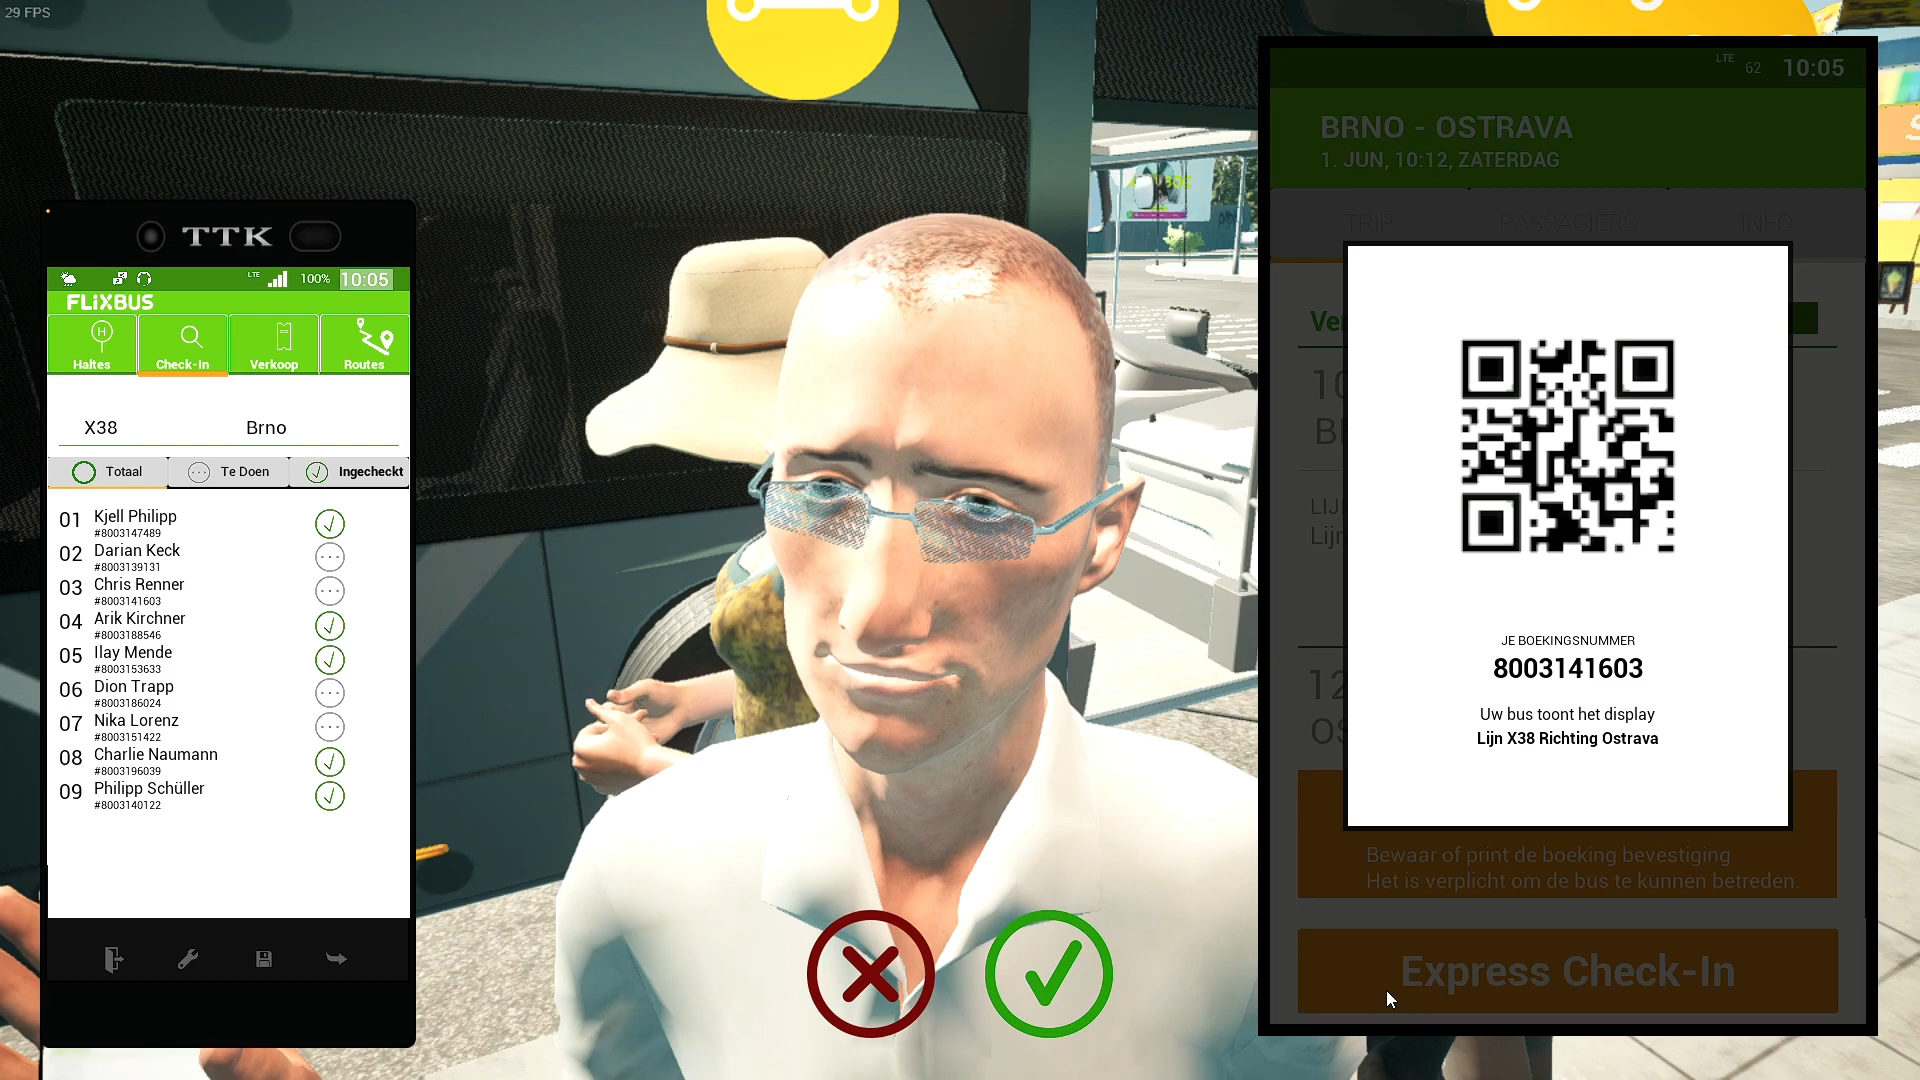 29 FPS
TTK
LTE 100% 10:05
FLiXBUS
Haltes Check-In Verkoop Routes
X38 Brno
Totaal Te Doen Ingecheckt
01 Kjell Philipp
#8003147489
02 Darian Keck
#8003139131
03 Chris Renner
#8003141603
04 Arik Kirchner
#8003188546
05 Ilay Mende
#8003153633
06 Dion Trapp
#8003186024
07 Nika Lorenz
#8003151422
08 Charlie Naumann
#8003196039
09 Philipp Schüller
#8003140122
LTE 62 10:05
BRNO - OSTRAVA
1. JUN, 10:12, ZATERDAG
TRIP PASSAGIERS INFO
JE BOEKINGSNUMMER
8003141603
Uw bus toont het display
Lijn X38 Richting Ostrava
Bewaar of print de boeking bevestiging
Het is verplicht om de bus te kunnen betreden.
Express Check-In